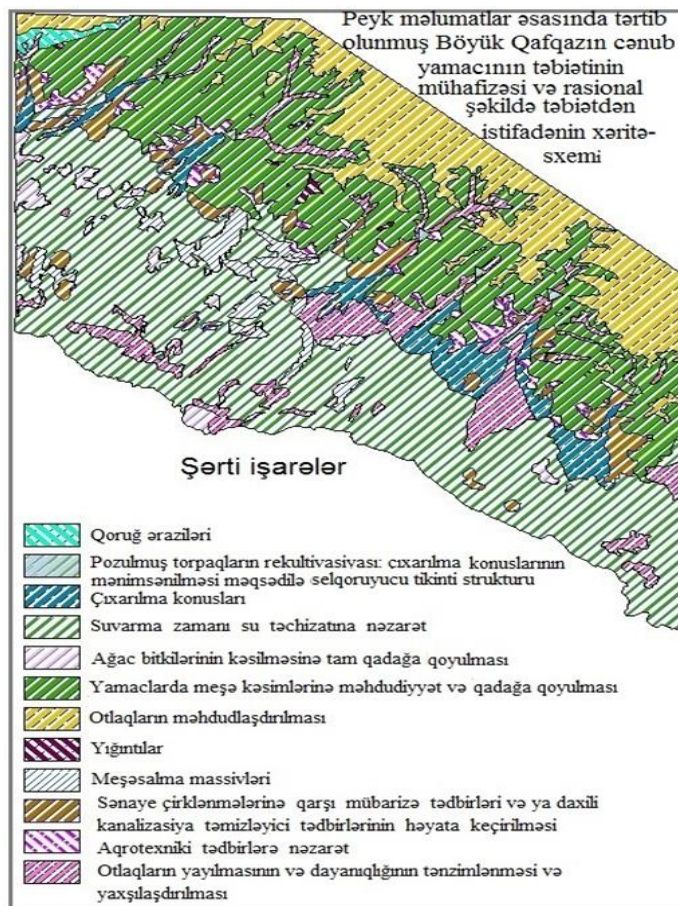 Peyk məlumatlar əsasında tərtib
olunmuş Böyük Qafqazın cənub
yamacının təbiətinin
mühafizəsi və rasional
şəkildə təbiətdən
istifadənin xəritə-
sxemi
Şərti işarələr
Qoruğ əraziləri
Pozulmuş torpaqların rekultivasiyası: çıxarılma konuslarının
mənimsənilməsi məqsədilə selqoruyucu tikinti strukturu
Çıxarılma konusları
Suvarma zamanı su təchizatına nəzarət
Ağac bitkilərinin kəsilməsinə tam qadağa qoyulması
Yamaclarda meşə kəsimlərinə məhdudiyyət və qadağa qoyulması
Otlaqların məhdudlaşdırılması
Yığıntılar
Meşəsalma massivləri
Sənaye çirklənmələrinə qarşı mübarizə tədbirləri və ya daxili
kanalizasiya təmizləyici tədbirlərinin həyata keçirilməsi
Aqrotexniki tədbirlərə nəzarət
Otlaqların yayılmasının və dayanıqlığının tənzimlənməsi və
yaxşılaşdırılması